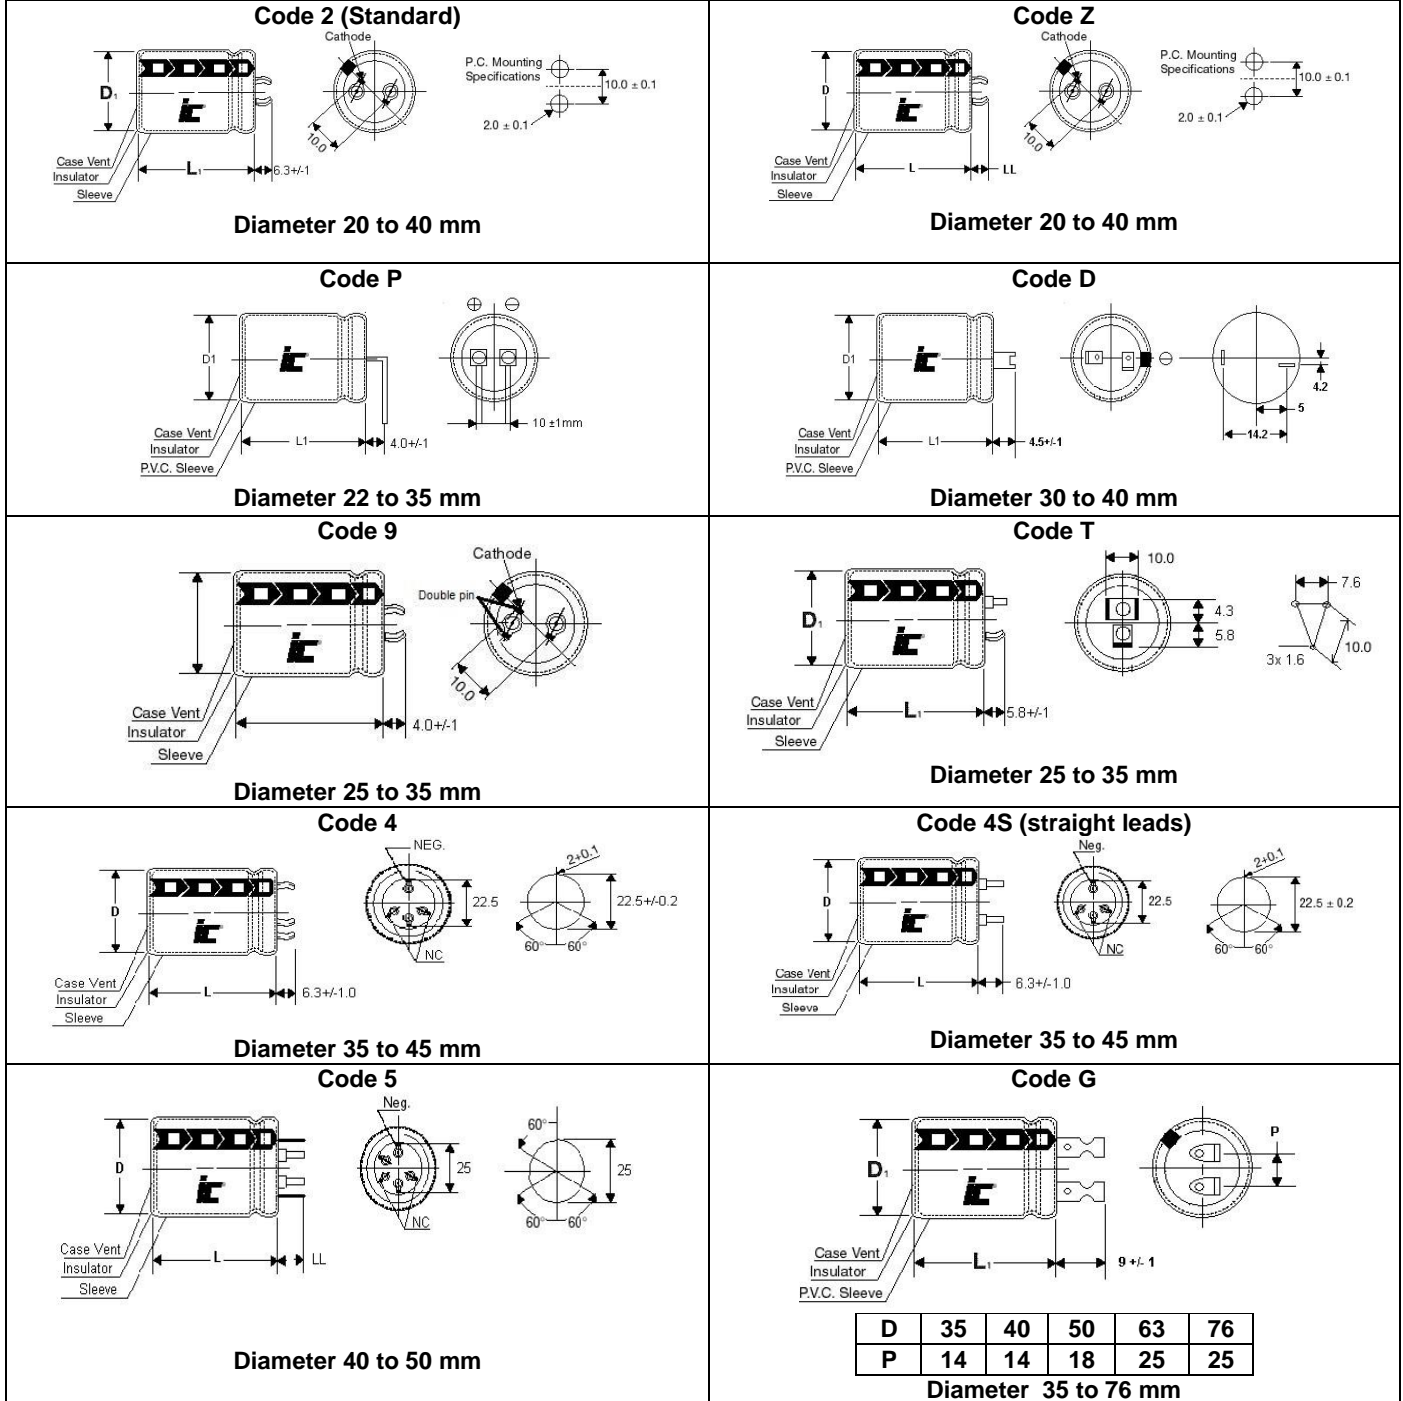 Code 2 (Standard)
Cathode
P.C. Mounting
Specifications
10.0 ± 0.1
2.0 ± 0.1
D1
10.0
Case Vent
Insulator
Sleeve
L1
6.3+/-1
iC
Diameter 20 to 40 mm
Code Z
Cathode
P.C. Mounting
Specifications
10.0 ± 0.1
2.0 ± 0.1
D
10.0
Case Vent
Insulator
Sleeve
L
LL
iC
Diameter 20 to 40 mm
Code P
D1
iC
10 ±1mm
Case Vent
Insulator
P.V.C. Sleeve
L1
4.0+/-1
Diameter 22 to 35 mm
Code D
D1
iC
4.2
5
14.2
Case Vent
Insulator
P.V.C. Sleeve
L1
4.5+/-1
Diameter 30 to 40 mm
Code 9
Cathode
Double pin
iC
10.0
Case Vent
Insulator
Sleeve
4.0+/-1
Diameter 25 to 35 mm
Code T
10.0
7.6
D1
iC
4.3
5.8
3x 1.6
10.0
Case Vent
Insulator
Sleeve
L1
5.8+/-1
Diameter 25 to 35 mm
Code 4
NEG.
2+0.1
D
iC
22.5
22.5+/-0.2
NC
60° 60°
Case Vent
Insulator
Sleeve
L
6.3+/-1.0
Diameter 35 to 45 mm
Code 4S (straight leads)
Neg.
2+0.1
D
iC
22.5
22.5 ± 0.2
NC
60° 60°
Case Vent
Insulator
Sleeve
L
6.3+/-1.0
Diameter 35 to 45 mm
Code 5
Neg.
60°
D
iC
25
25
NC
60° 60°
Case Vent
Insulator
Sleeve
L
LL
Diameter 40 to 50 mm
Code G
P
D1
iC
Case Vent
Insulator
P.V.C. Sleeve
L1
9 +/- 1
D 35 40 50 63 76
P 14 14 18 25 25
Diameter 35 to 76 mm